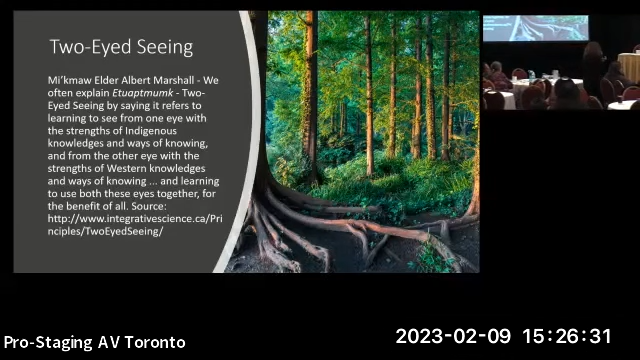 Two-Eyed Seeing
Mi’kmaw Elder Albert Marshall - We
often explain Etuaptmumk - Two-
Eyed Seeing by saying it refers to
learning to see from one eye with
the strengths of Indigenous
knowledges and ways of knowing,
and from the other eye with the
strengths of Western knowledges
and ways of knowing ... and learning
to use both these eyes together, for
the benefit of all. Source:
http://www.integrativescience.ca/Pri
nciples/TwoEyedSeeing/
Pro-Staging AV Toronto
2023-02-09 15:26:31